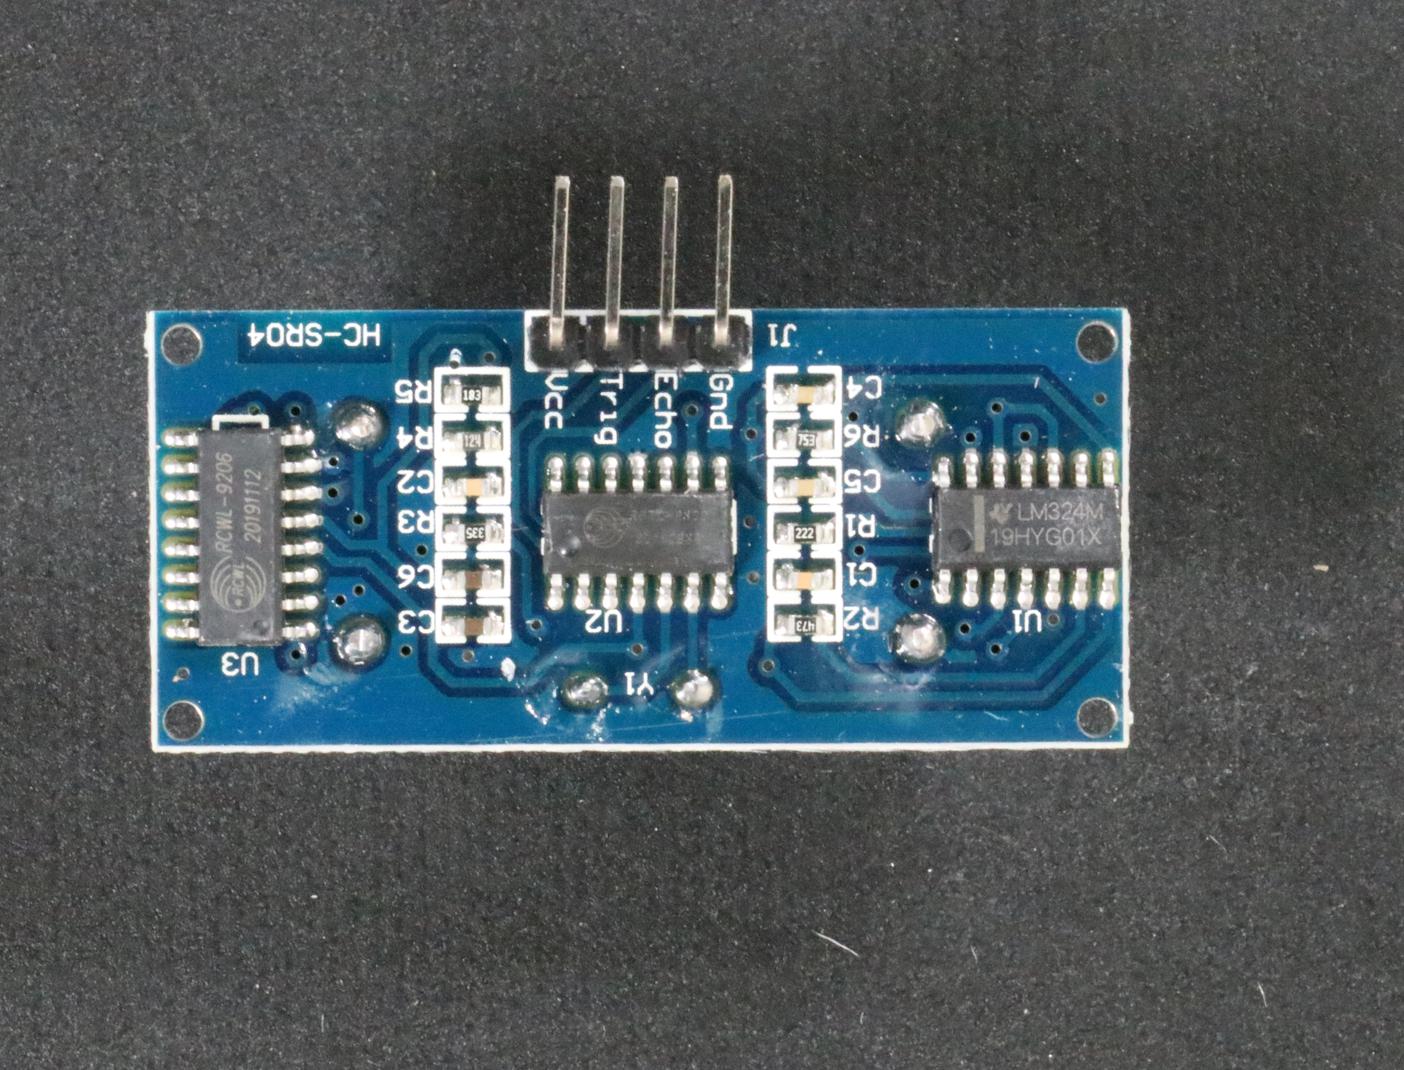 HC-SR04
J1
Vcc
Trig
Echo
Gnd
R5
183
R4
124
C2
R3
335
C6
C3
C4
R6
753
C5
R1
222
C1
R2
473
RCWL-9206
20191112
RCWL
U3
U2
Y1
LM324M
19HYG01X
U1